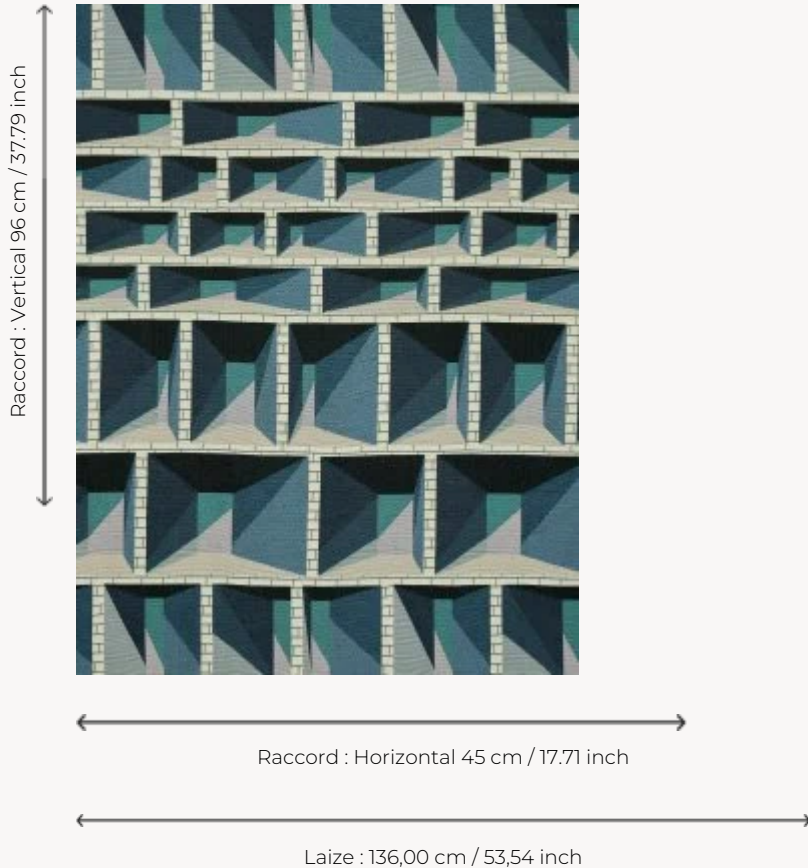 Raccord : Vertical 96 cm / 37.79 inch
Raccord : Horizontal 45 cm / 17.71 inch
Laize : 136,00 cm / 53,54 inch